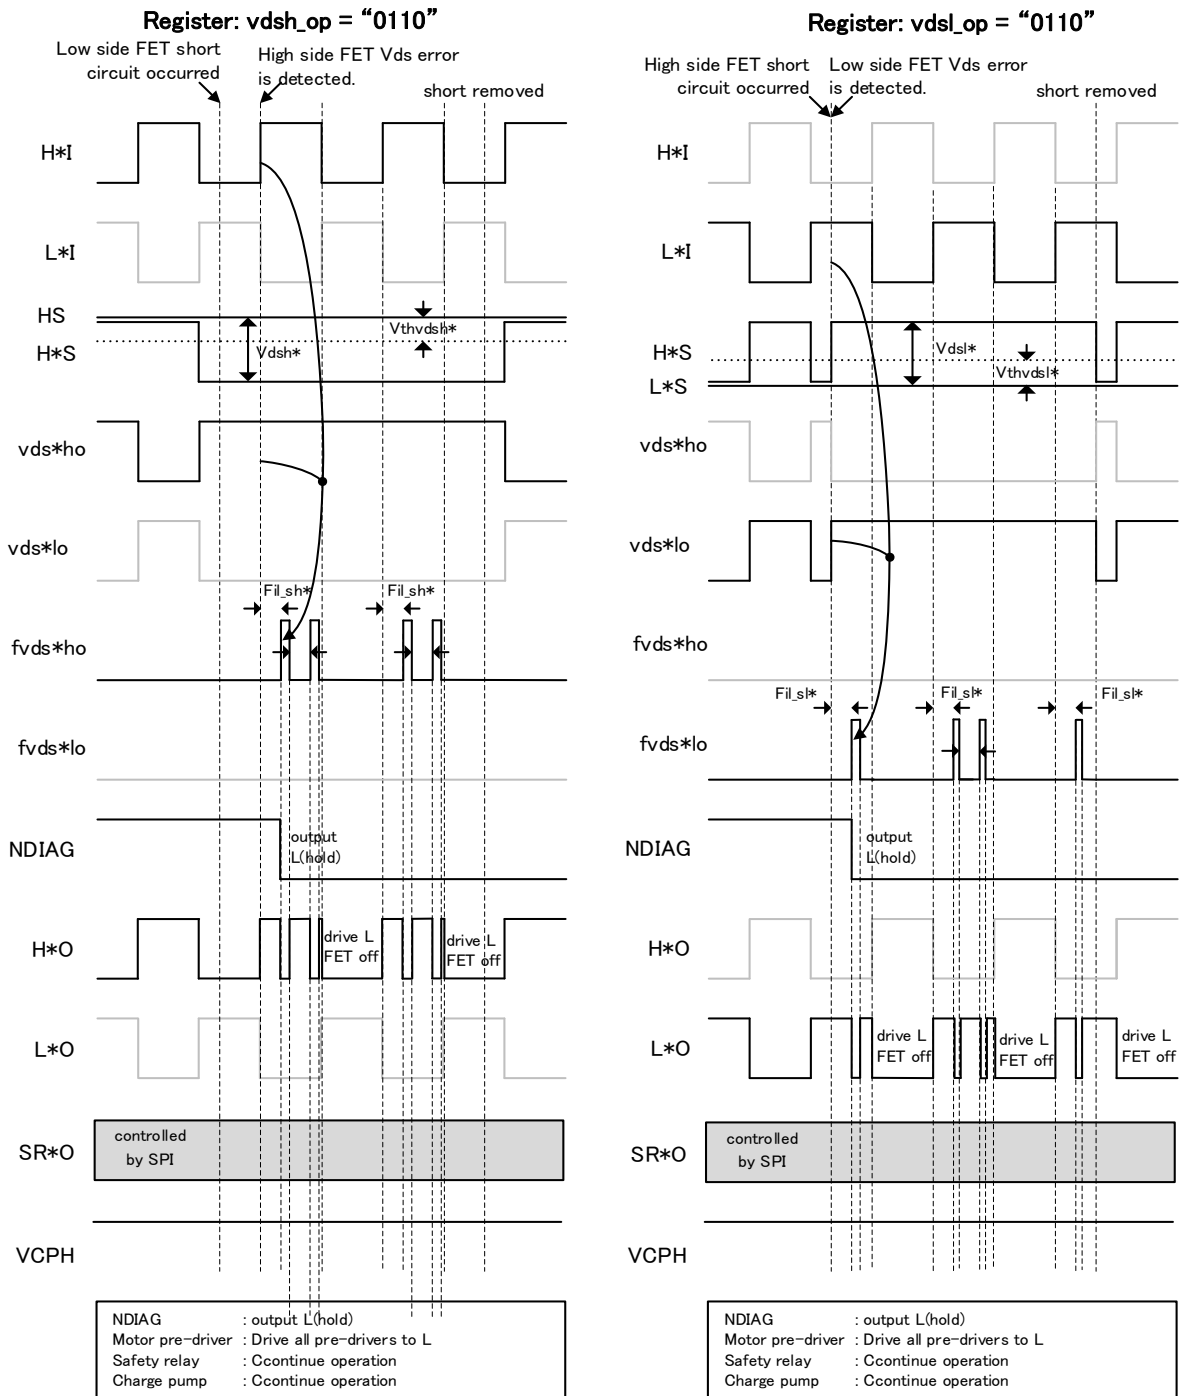 Register: vdsh_op = “0110”
Low side FET short
circuit occurred
High side FET Vds error
is detected.
short removed
H*I
L*I
HS
H*S
Vthvdsh*
Vdsh*
vds*ho
vds*lo
Fil_sh*
Fil_sh*
fvds*ho
fvds*lo
NDIAG
output
L(hold)
H*O
drive L
FET off
drive L
FET off
L*O
SR*O
controlled
by SPI
VCPH
NDIAG : output L(hold)
Motor pre-driver : Drive all pre-drivers to L
Safety relay : Ccontinue operation
Charge pump : Ccontinue operation
Register: vdsl_op = “0110”
High side FET short
circuit occurred
Low side FET Vds error
is detected.
short removed
H*I
L*I
H*S
L*S
Vdsl*
Vthvdsl*
vds*ho
vds*lo
fvds*ho
Fil_sl*
Fil_sl*
Fil_sl*
fvds*lo
NDIAG
output
L(hold)
H*O
L*O
drive L
FET off
drive L
FET off
drive L
FET off
SR*O
controlled
by SPI
VCPH
NDIAG : output L(hold)
Motor pre-driver : Drive all pre-drivers to L
Safety relay : Ccontinue operation
Charge pump : Ccontinue operation